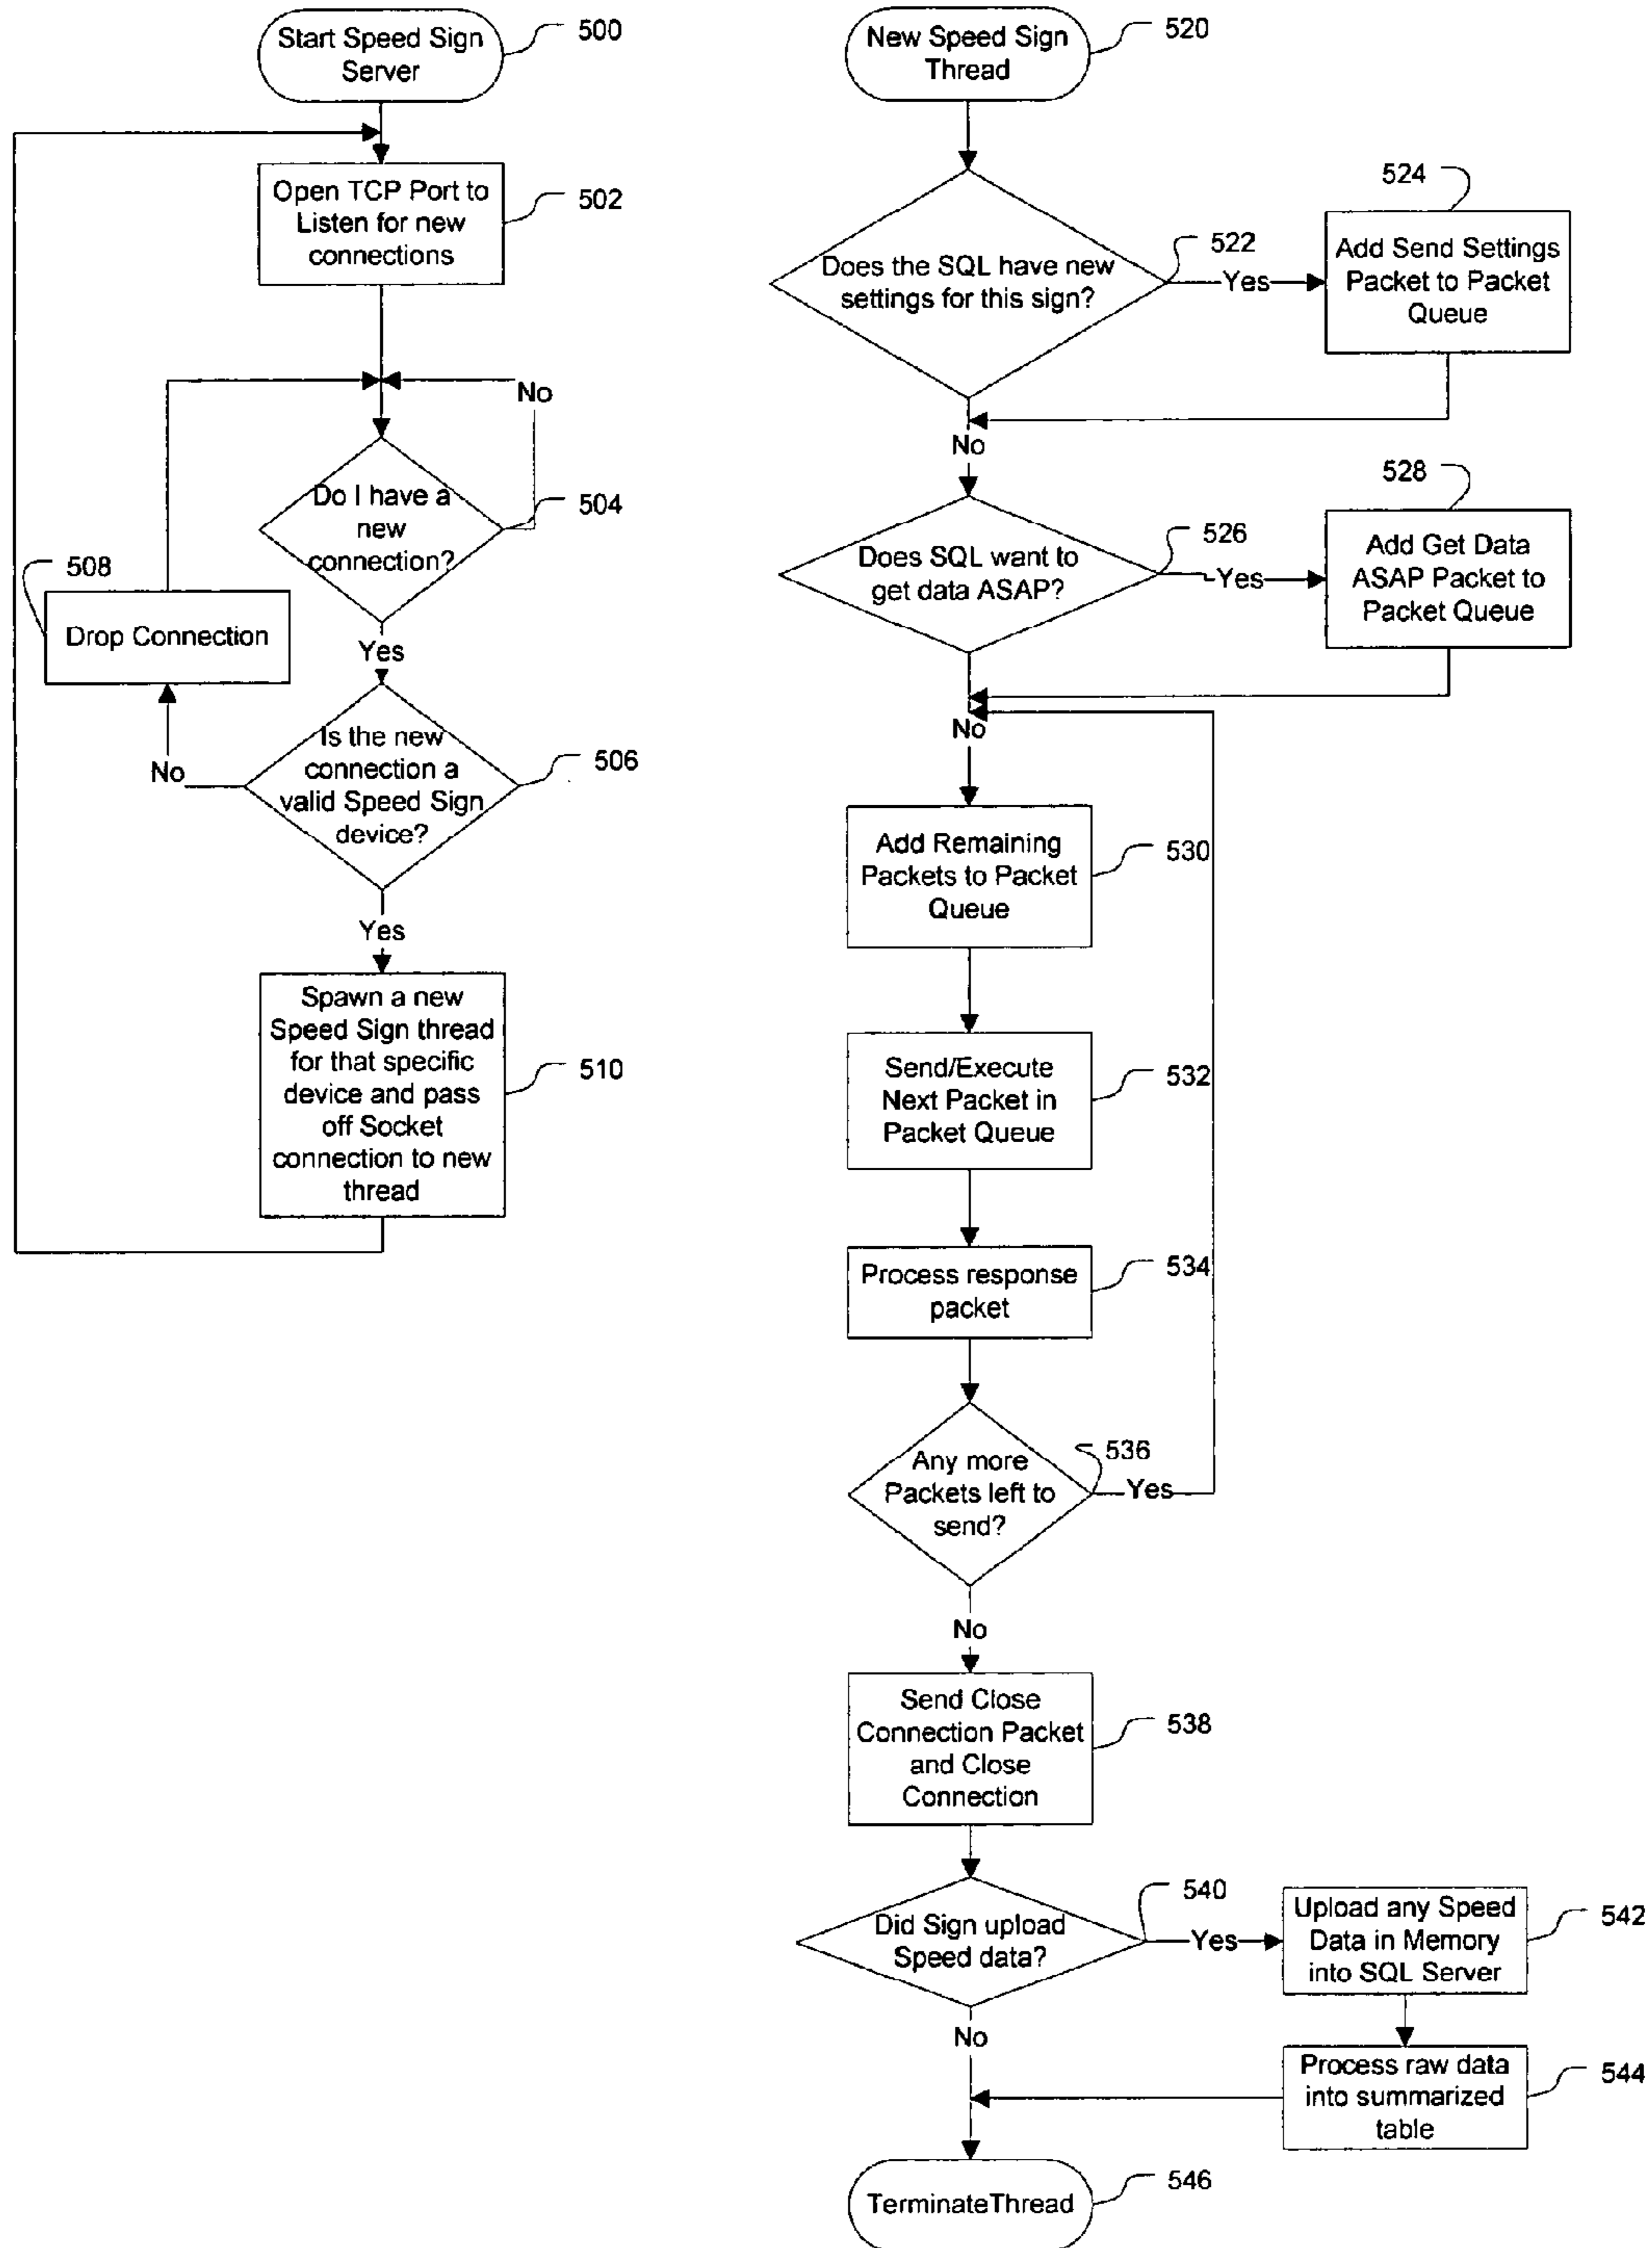 Start Speed Sign
Server
500
Open TCP Port to
Listen for new
connections
502
No
Do I have a
new
connection?
504
508
Drop Connection
Yes
Is the new
connection a
valid Speed Sign
device?
506
No
Yes
Spawn a new
Speed Sign thread
for that specific
device and pass
off Socket
connection to new
thread
510
New Speed Sign
Thread
520
Does the SQL have new
settings for this sign?
522
Yes
524
Add Send Settings
Packet to Packet
Queue
No
Does SQL want to
get data ASAP?
526
Yes
528
Add Get Data
ASAP Packet to
Packet Queue
No
Add Remaining
Packets to Packet
Queue
530
Send/Execute
Next Packet in
Packet Queue
532
Process response
packet
534
Any more
Packets left to
send?
536
Yes
No
Send Close
Connection Packet
and Close
Connection
538
Did Sign upload
Speed data?
540
Yes
Upload any Speed
Data in Memory
into SQL Server
542
No
Process raw data
into summarized
table
544
TerminateThread
546